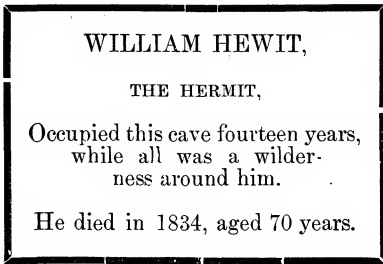 WILLIAM HEWIT,
THE HERMIT,
Occupied this cave fourteen years,
while all was a wilder-
ness around him.
He died in 1834, aged 70 years.